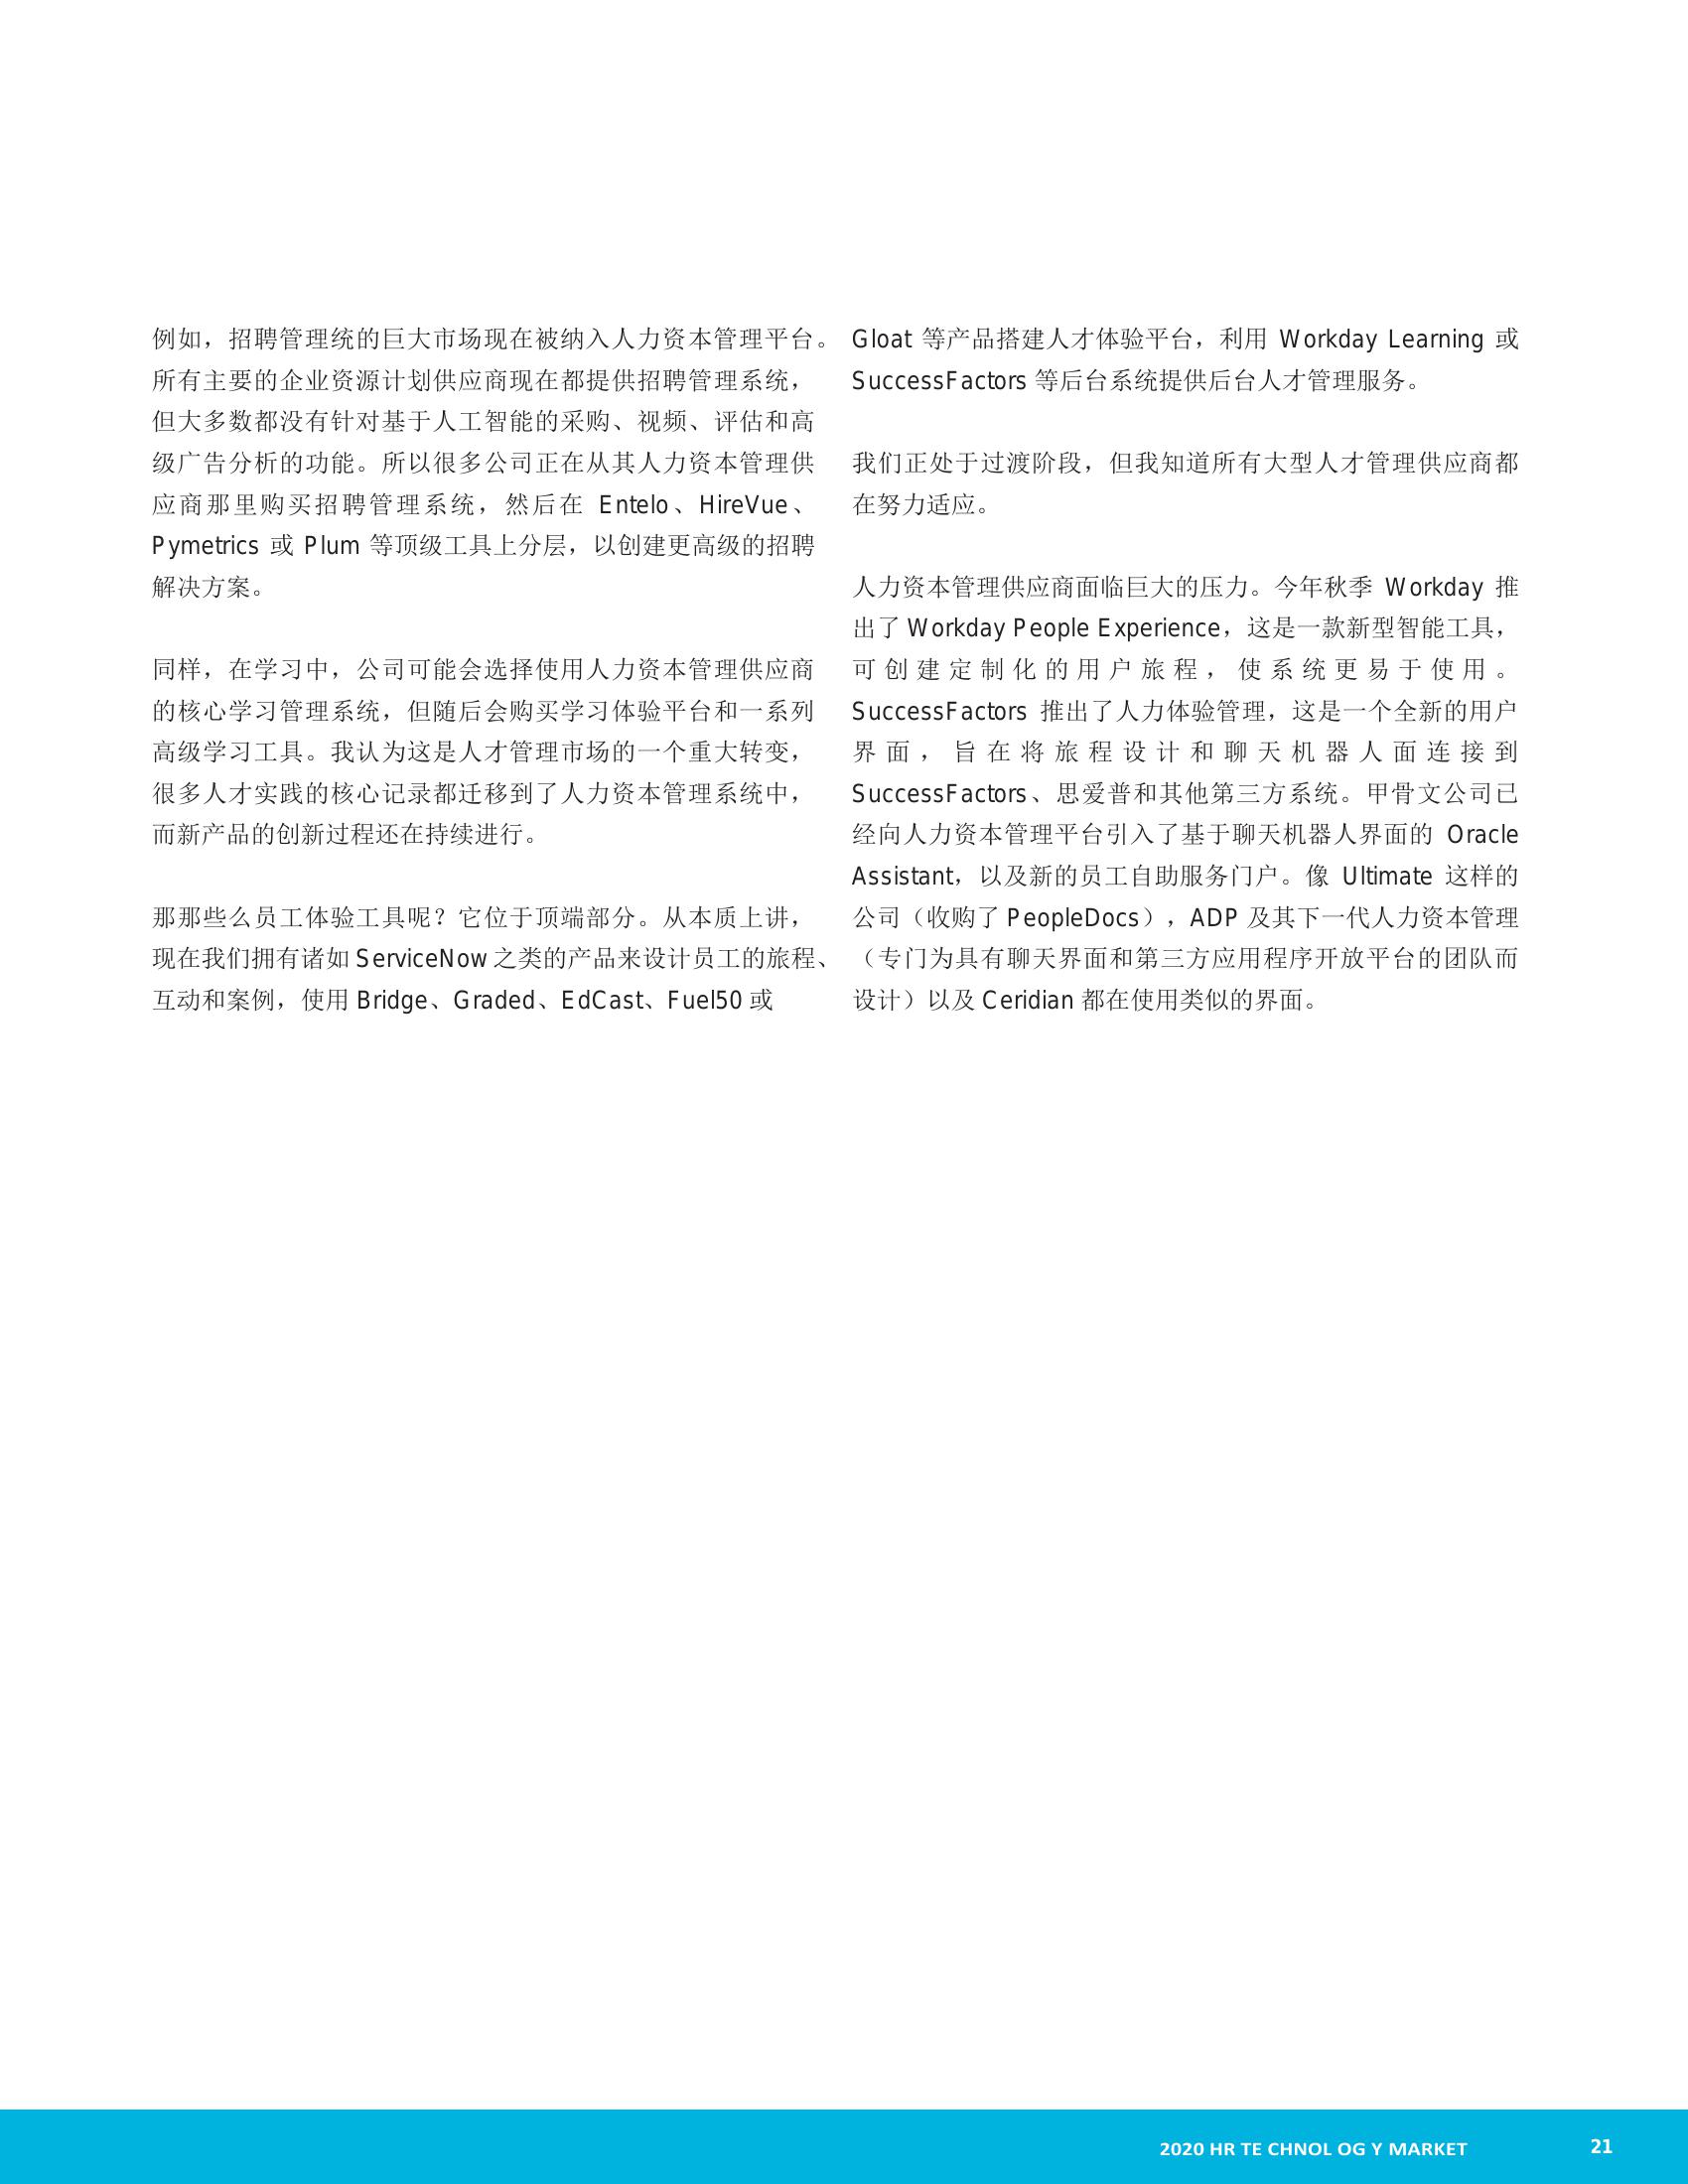 例如，招聘管理统的巨大市场现在被纳入人力资本管理平台。
所有主要的企业资源计划供应商现在都提供招聘管理系统，
但大多数都没有针对基于人工智能的采购、视频、评估和高
级广告分析的功能。所以很多公司正在从其人力资本管理供
应商那里购买招聘管理系统，然后在 Entelo、HireVue、
Pymetrics 或 Plum 等顶级工具上分层，以创建更高级的招聘
解决方案。
同样，在学习中，公司可能会选择使用人力资本管理供应商
的核心学习管理系统，但随后会购买学习体验平台和一系列
高级学习工具。我认为这是人才管理市场的一个重大转变，
很多人才实践的核心记录都迁移到了人力资本管理系统中，
而新产品的创新过程还在持续进行。
那那些么员工体验工具呢？它位于顶端部分。从本质上讲，
现在我们拥有诸如 ServiceNow 之类的产品来设计员工的旅程、
互动和案例，使用 Bridge、Graded、EdCast、Fuel50 或
Gloat 等产品搭建人才体验平台，利用 Workday Learning 或
SuccessFactors 等后台系统提供后台人才管理服务。
我们正处于过渡阶段，但我知道所有大型人才管理供应商都
在努力适应。
人力资本管理供应商面临巨大的压力。今年秋季 Workday 推
出了 Workday People Experience，这是一款新型智能工具，
可创建定制化的用户旅程，使系统更易于使用。
SuccessFactors 推出了人力体验管理，这是一个全新的用户
界面，旨在将旅程设计和聊天机器人面连接到
SuccessFactors、思爱普和其他第三方系统。甲骨文公司已
经向人力资本管理平台引入了基于聊天机器人界面的 Oracle
Assistant，以及新的员工自助服务门户。像 Ultimate 这样的
公司（收购了 PeopleDocs），ADP 及其下一代人力资本管理
（专门为具有聊天界面和第三方应用程序开放平台的团队而
设计）以及 Ceridian 都在使用类似的界面。
2020 HR TE CHNOL OG Y MARKET 21